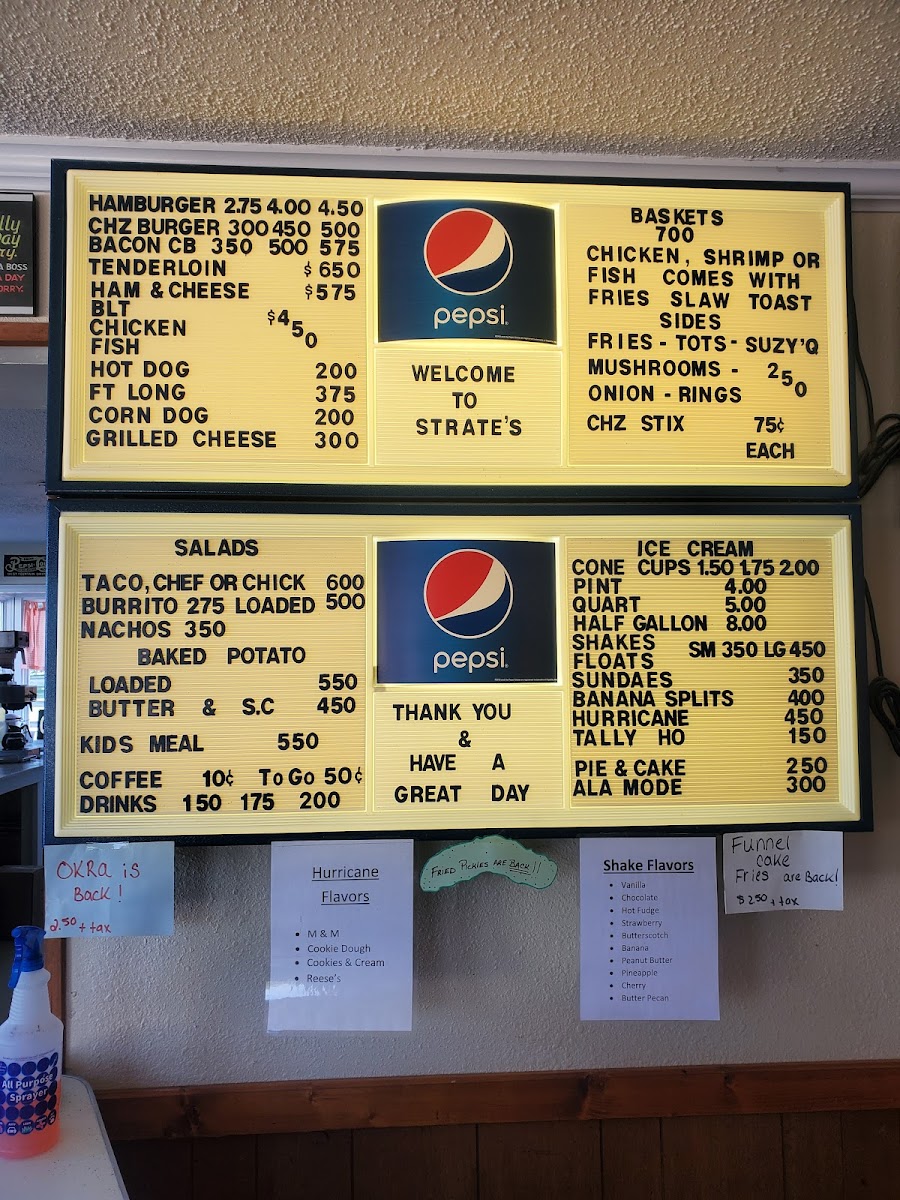 HAMBURGER 2.75 4.00 4.50
CHZ BURGER 300 450 500
BACON CB 350 500 575
TENDERLOIN $650
HAM & CHEESE $575
BLT
CHICKEN $450
FISH
HOT DOG 200
FT LONG 375
CORN DOG 200
GRILLED CHEESE 300
pepsi
WELCOME
TO
STRATE'S
BASKETS
700
CHICKEN, SHRIMP OR
FISH COMES WITH
FRIES SLAW TOAST
SIDES
FRIES - TOTS - SUZY'Q
MUSHROOMS - 250
ONION - RINGS
CHZ STIX 75¢
EACH
SALADS
TACO, CHEF OR CHICK 600
BURRITO 275 LOADED 500
NACHOS 350
BAKED POTATO
LOADED 550
BUTTER & S.C 450
KIDS MEAL 550
COFFEE 10¢ To Go 50¢
DRINKS 150 175 200
pepsi
THANK YOU
&
HAVE A
GREAT DAY
ICE CREAM
CONE CUPS 1.50 1.75 2.00
PINT 4.00
QUART 5.00
HALF GALLON 8.00
SHAKES
FLOATS SM 350 LG 450
SUNDAES 350
BANANA SPLITS 400
HURRICANE 450
TALLY HO 150
PIE & CAKE 250
ALA MODE 300
OKRA is
Back!
2.50 + tax
Hurricane
Flavors
• M & M
• Cookie Dough
• Cookies & Cream
• Reese's
FRIED PICKLES ARE BACK!!
Shake Flavors
• Vanilla
• Chocolate
• Hot Fudge
• Strawberry
• Butterscotch
• Banana
• Peanut Butter
• Pineapple
• Cherry
• Butter Pecan
Funnel
cake
Fries are Back!
$2.50 + tax
All Purpose
Sprayer